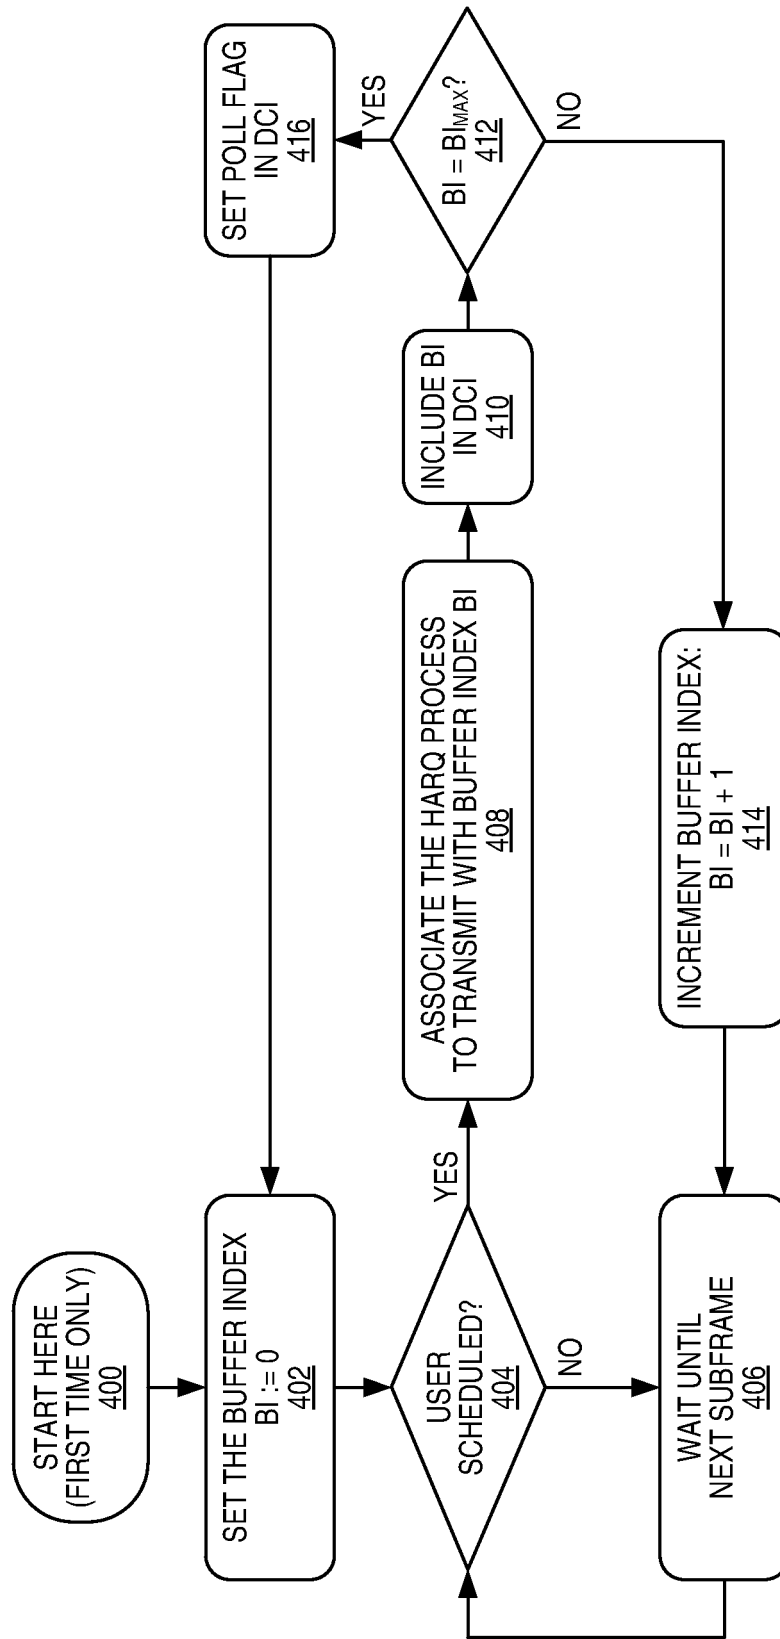 START HERE
(FIRST TIME ONLY)
400
SET THE BUFFER INDEX
BI := 0
402
USER
SCHEDULED?
404
YES
NO
WAIT UNTIL
NEXT SUBFRAME
406
ASSOCIATE THE HARQ PROCESS
TO TRANSMIT WITH BUFFER INDEX BI
408
INCLUDE BI
IN DCI
410
BI = BIMAX?
412
YES
NO
SET POLL FLAG
IN DCI
416
INCREMENT BUFFER INDEX:
BI = BI + 1
414